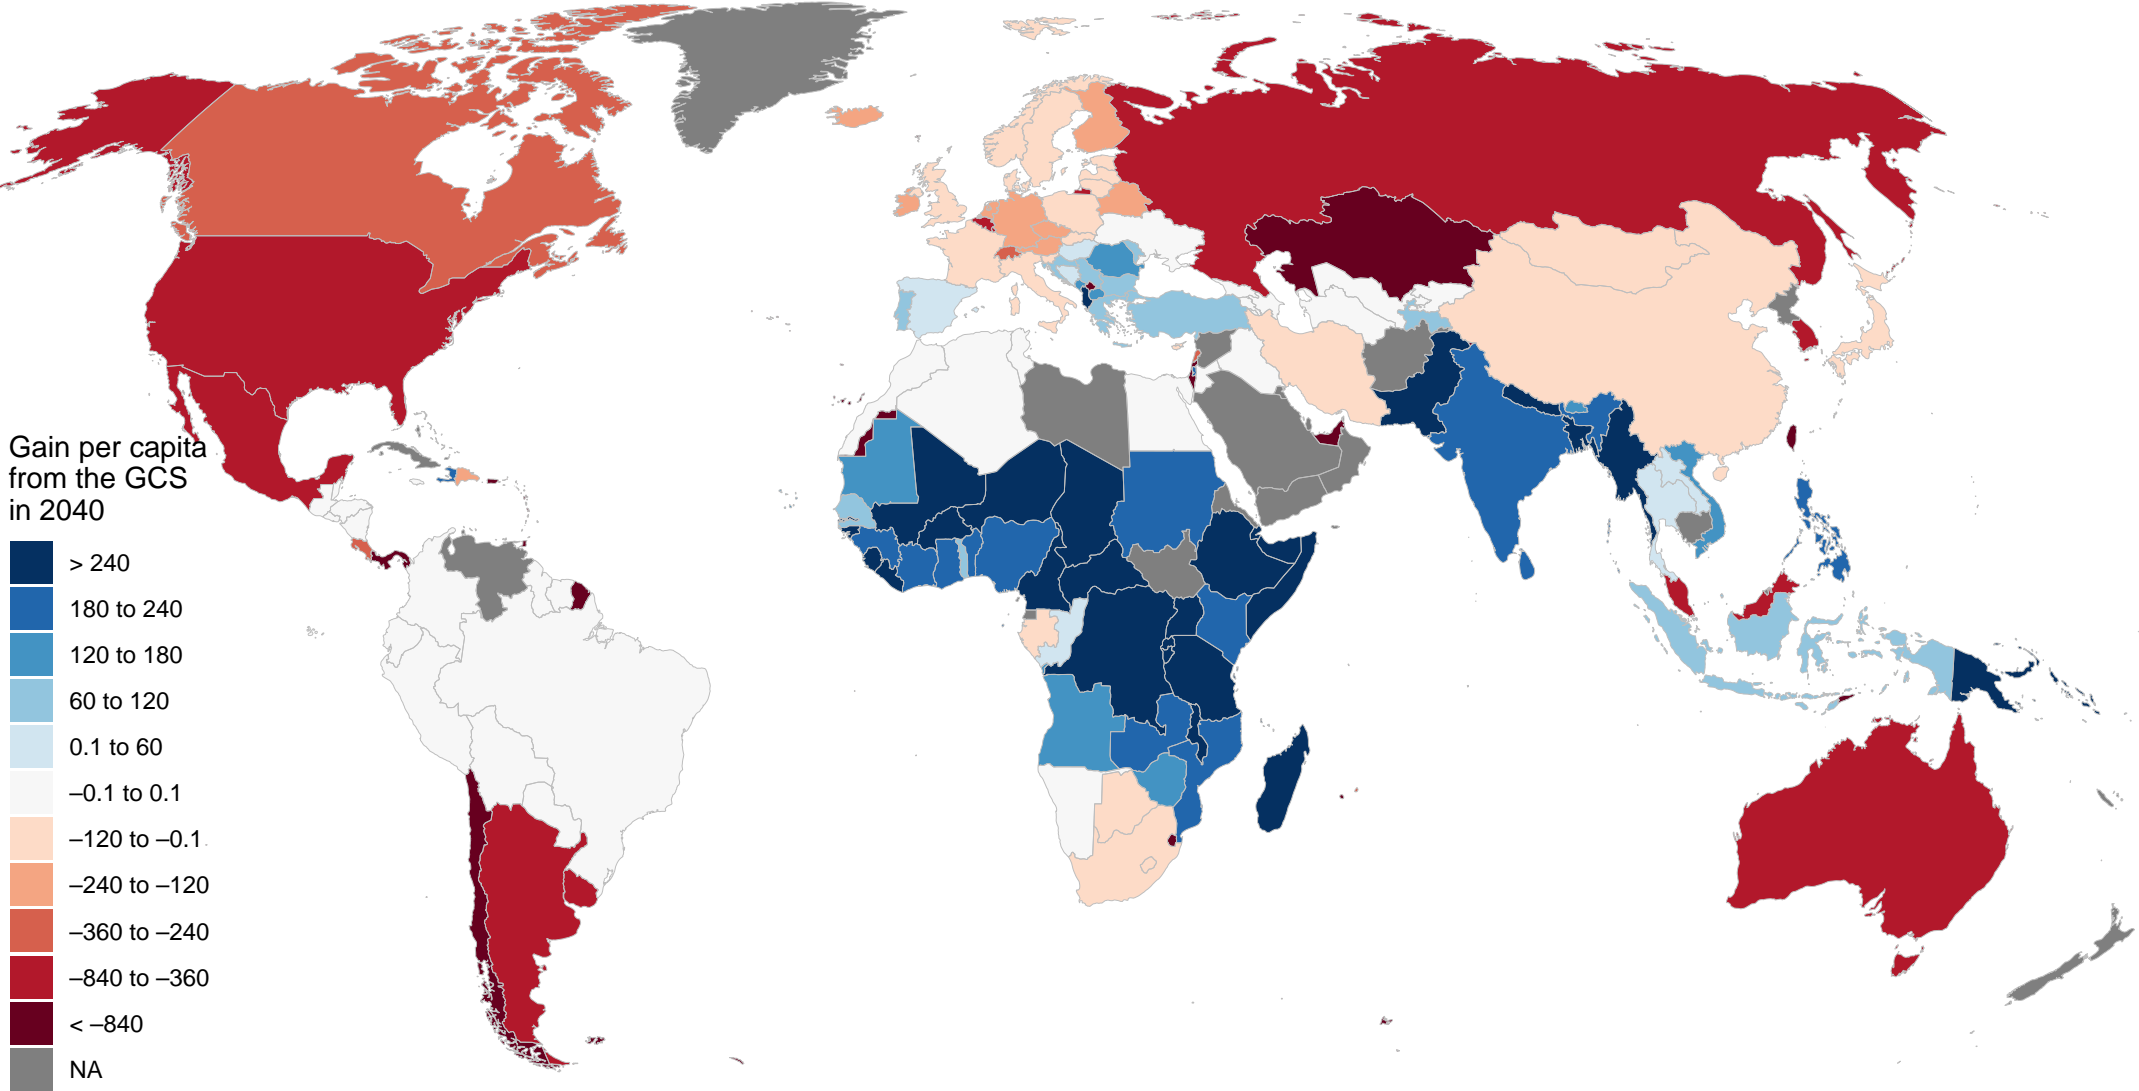 Gain per capita
from the GCS
in 2040
> 240
180 to 240
120 to 180
60 to 120
0.1 to 60
–0.1 to 0.1
–120 to –0.1
–240 to –120
–360 to –240
–840 to –360
< –840
NA